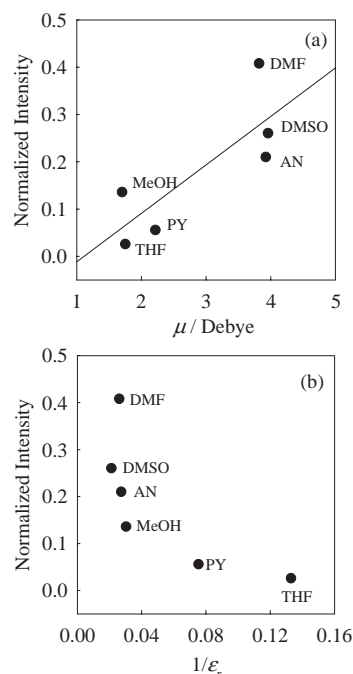 (a)
Normalized Intensity
0.5
0.4
0.3
0.2
0.1
0.0
DMF
DMSO
AN
MeOH
PY
THF
1 2 3 4 5
μ / Debye
(b)
Normalized Intensity
0.5
0.4
0.3
0.2
0.1
0.0
DMF
DMSO
AN
MeOH
PY
THF
0.00 0.04 0.08 0.12 0.16
1/εr